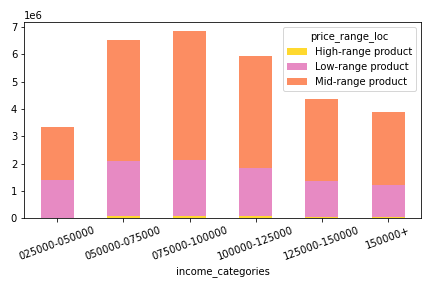 1e6
7
6
5
4
3
2
1
0
price_range_loc
High-range product
Low-range product
Mid-range product
025000-050000
050000-075000
075000-100000
100000-125000
125000-150000
150000+
income_categories